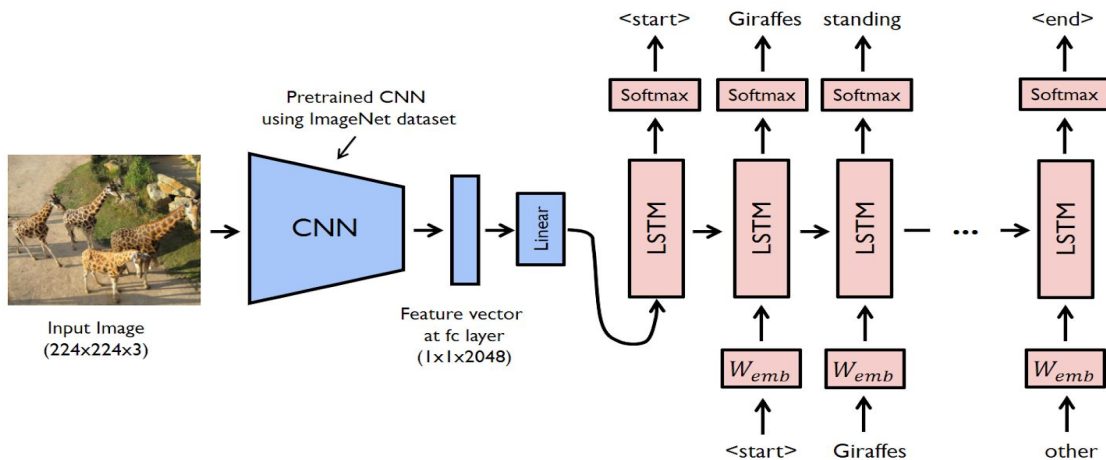 <start> Giraffes standing <end>
Softmax Softmax Softmax Softmax
Pretrained CNN
using ImageNet dataset
CNN
Linear
LSTM LSTM LSTM ... LSTM
Input Image
(224x224x3)
Feature vector
at fc layer
(1x1x2048)
W_emb W_emb W_emb
<start> Giraffes other